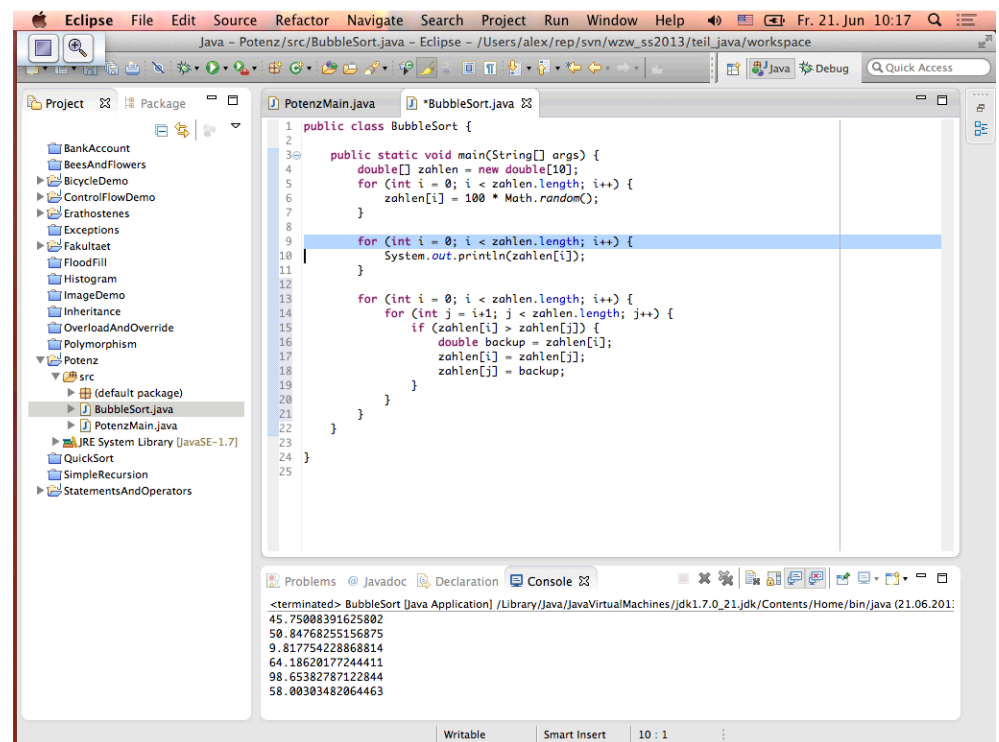 Eclipse File Edit Source Refactor Navigate Search Project Run Window Help Fr. 21. Jun 10:17
Java – Potenz/src/BubbleSort.java – Eclipse – /Users/alex/rep/svn/wzw_ss2013/teil_java/workspace
Java Debug Quick Access
Project Package
BankAccount
BeesAndFlowers
BicycleDemo
ControlFlowDemo
Erathostenes
Exceptions
Fakultaet
FloodFill
Histogram
ImageDemo
Inheritance
OverloadAndOverride
Polymorphism
Potenz
src
(default package)
BubbleSort.java
PotenzMain.java
JRE System Library [JavaSE-1.7]
QuickSort
SimpleRecursion
StatementsAndOperators
PotenzMain.java *BubbleSort.java
1 public class BubbleSort {
2
3 public static void main(String[] args) {
4 double[] zahlen = new double[10];
5 for (int i = 0; i < zahlen.length; i++) {
6 zahlen[i] = 100 * Math.random();
7 }
8
9 for (int i = 0; i < zahlen.length; i++) {
10 System.out.println(zahlen[i]);
11 }
12
13 for (int i = 0; i < zahlen.length; i++) {
14 for (int j = i+1; j < zahlen.length; j++) {
15 if (zahlen[i] > zahlen[j]) {
16 double backup = zahlen[i];
17 zahlen[i] = zahlen[j];
18 zahlen[j] = backup;
19 }
20 }
21 }
22 }
23
24 }
25
Problems @ Javadoc Declaration Console
<terminated> BubbleSort [Java Application] /Library/Java/JavaVirtualMachines/jdk1.7.0_21.jdk/Contents/Home/bin/java (21.06.201
45.75008391625802
50.84768255156875
9.817754228868814
64.18620177244411
98.65382787122844
58.00303482064463
Writable Smart Insert 10 : 1